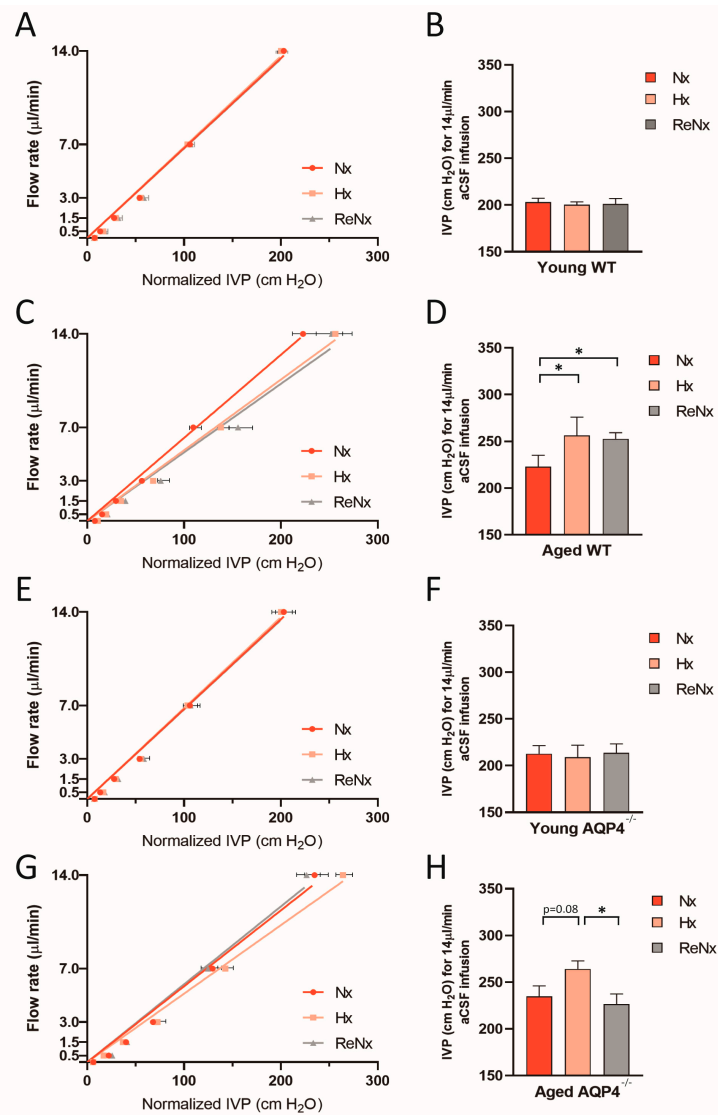 A
Flow rate (μl/min)
14.0
7.0
3.0
1.5
0.5
0 100 200 300
Normalized IVP (cm H₂O)
Nx
Hx
ReNx
B
IVP (cm H₂O) for 14μl/min
aCSF infusion
350
300
250
200
150
Young WT
Nx
Hx
ReNx
C
Flow rate (μl/min)
14.0
7.0
3.0
1.5
0.5
0 100 200 300
Normalized IVP (cm H₂O)
Nx
Hx
ReNx
D
IVP (cm H₂O) for 14μl/min
aCSF infusion
350
300
250
200
150
*
*
Aged WT
Nx
Hx
ReNx
E
Flow rate (μl/min)
14.0
7.0
3.0
1.5
0.5
0 100 200 300
Normalized IVP (cm H₂O)
Nx
Hx
ReNx
F
IVP (cm H₂O) for 14μl/min
aCSF infusion
350
300
250
200
150
Young AQP4⁻/⁻
Nx
Hx
ReNx
G
Flow rate (μl/min)
14.0
7.0
3.0
1.5
0.5
0 100 200 300
Normalized IVP (cm H₂O)
Nx
Hx
ReNx
H
IVP (cm H₂O) for 14μl/min
aCSF infusion
350
300
250
200
150
p=0.08
*
Aged AQP4⁻/⁻
Nx
Hx
ReNx